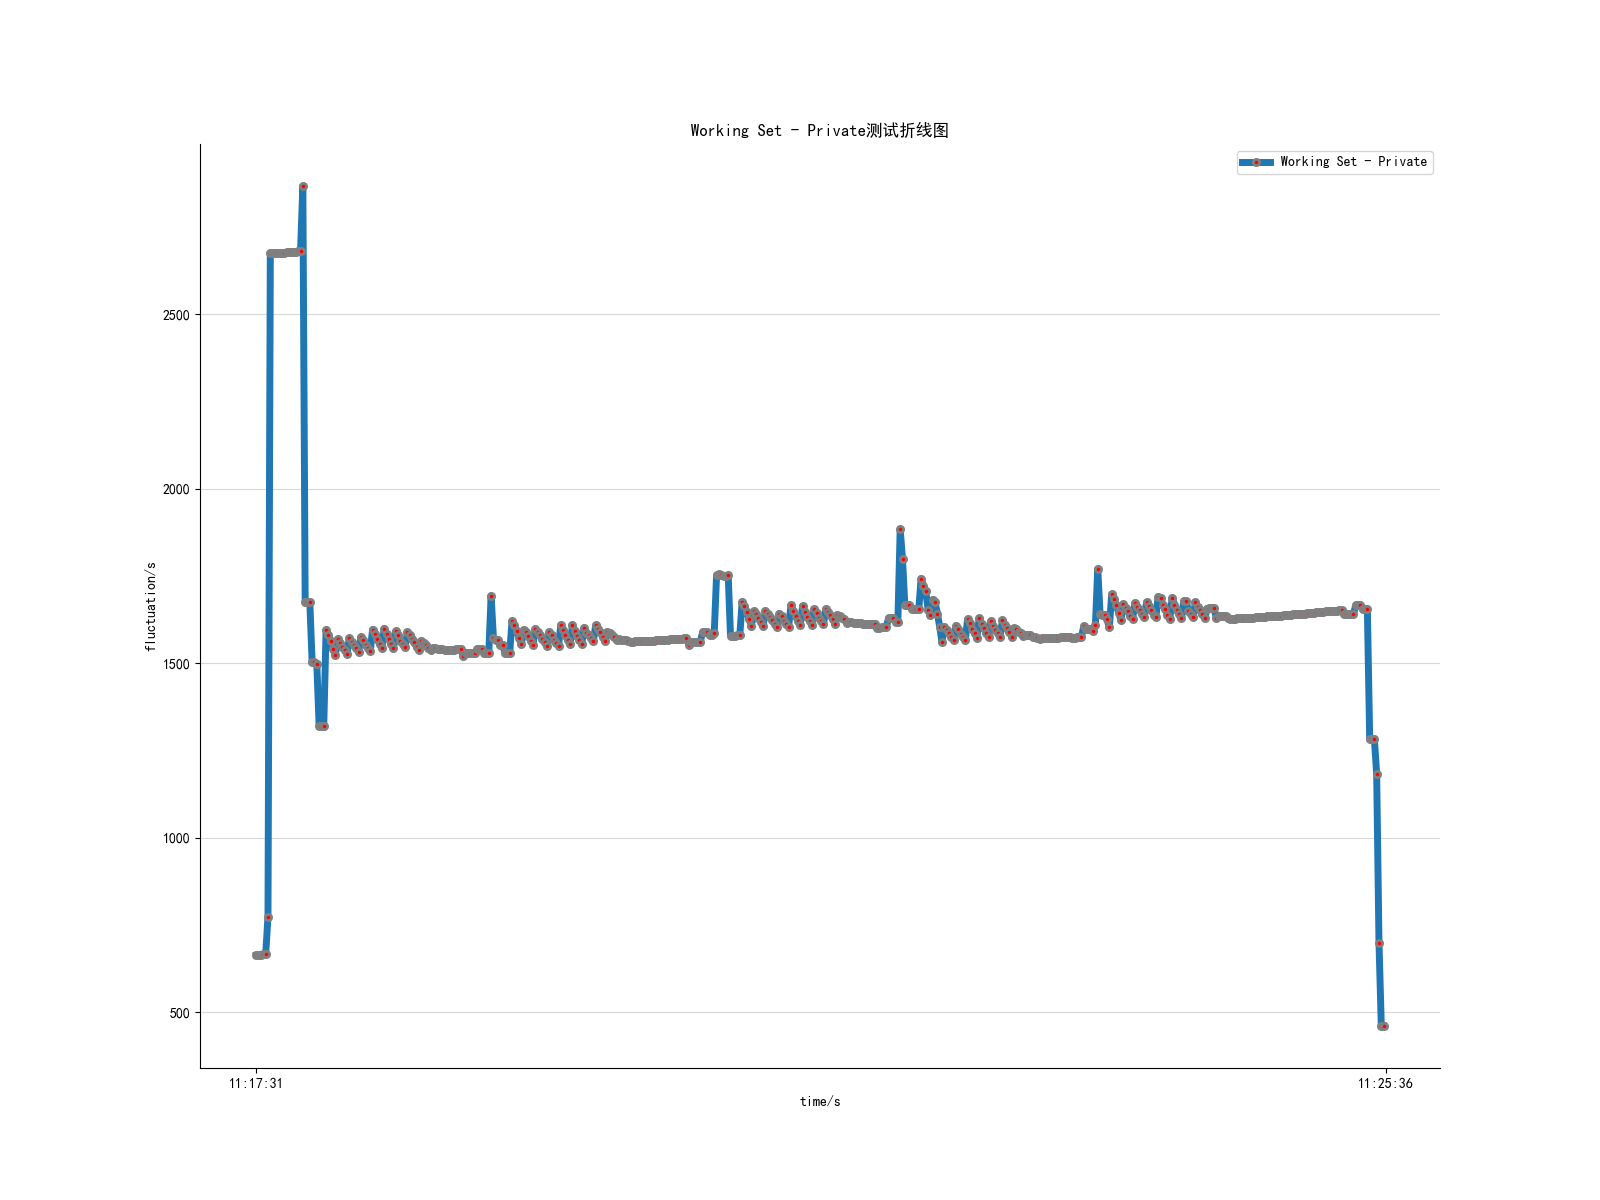 Working Set - Private测试折线图
Working Set - Private
2500
2000
1500
1000
500
fluctuation/s
11:17:31
11:25:36
time/s